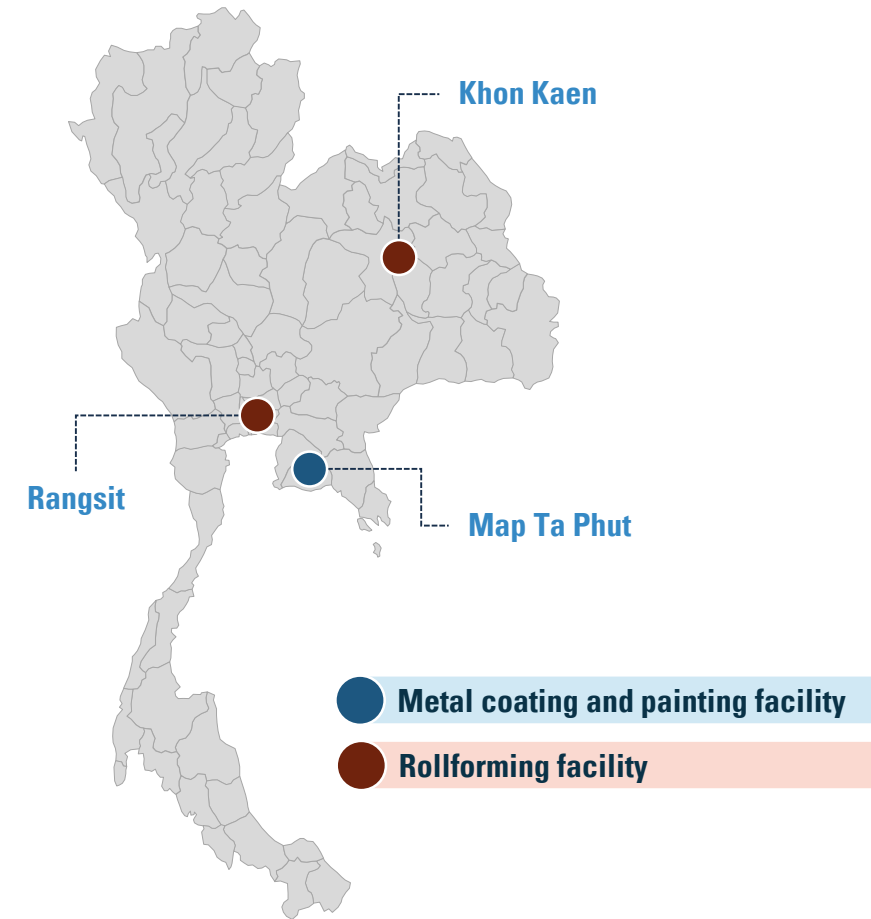 Khon Kaen
Rangsit
Map Ta Phut
Metal coating and painting facility
Rollforming facility